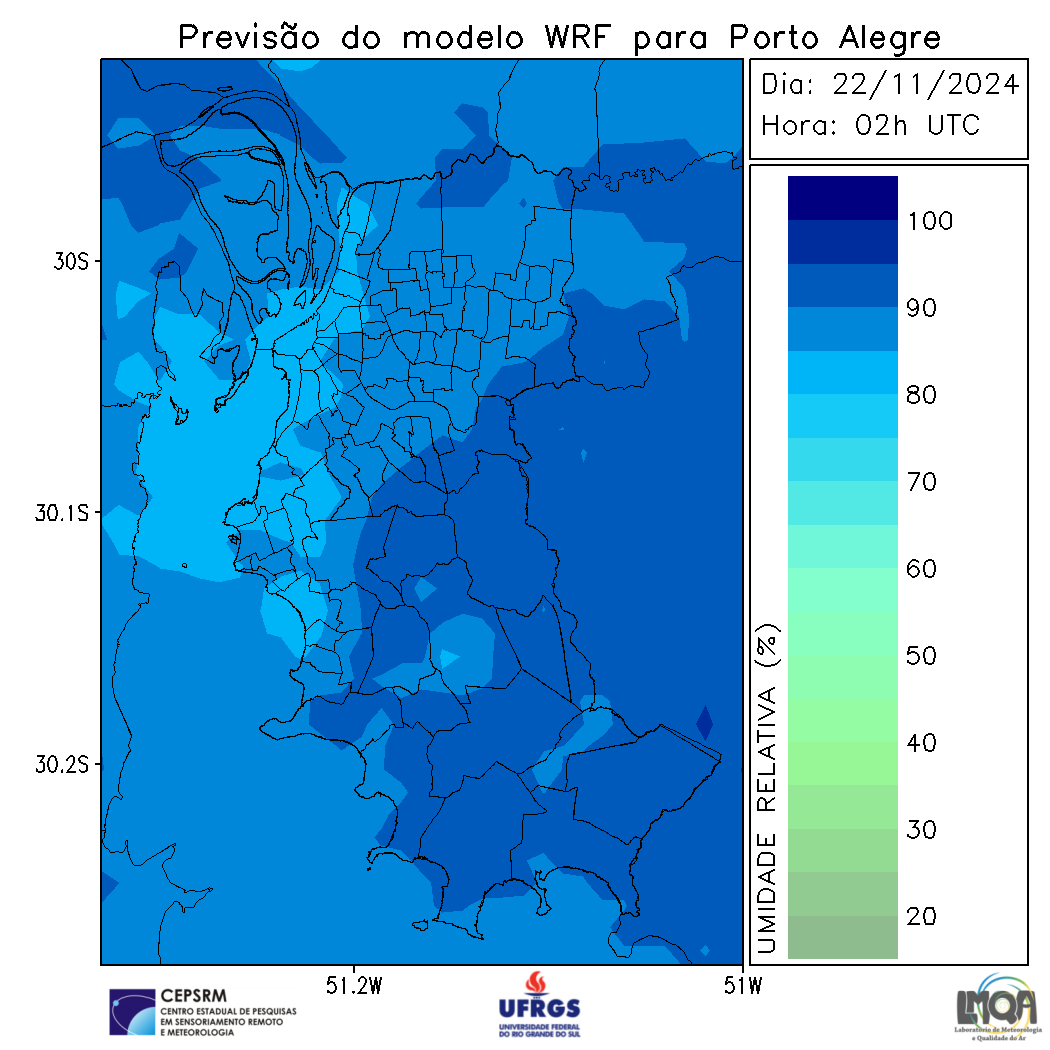 Previsão do modelo WRF para Porto Alegre
Dia: 22/11/2024
Hora: 02h UTC
30S
30.1S
30.2S
51.2W
51W
UMIDADE RELATIVA (%)
100
90
80
70
60
50
40
30
20
CEPSRM
CENTRO ESTADUAL DE PESQUISAS
EM SENSORIAMENTO REMOTO
E METEOROLOGIA
UFRGS
UNIVERSIDADE FEDERAL
DO RIO GRANDE DO SUL
LMQA
Laboratório de Meteorologia
e Qualidade do Ar